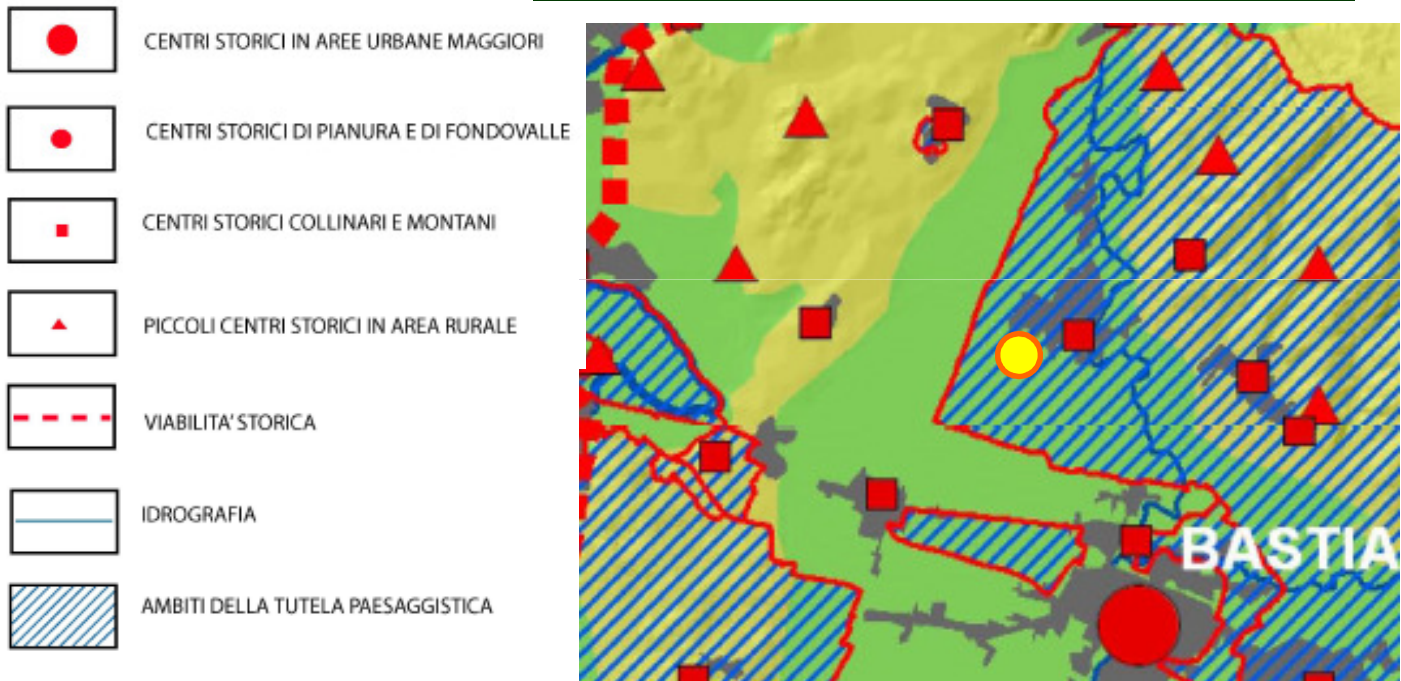 CENTRI STORICI IN AREE URBANE MAGGIORI
CENTRI STORICI DI PIANURA E DI FONDOVALLE
CENTRI STORICI COLLINARI E MONTANI
PICCOLI CENTRI STORICI IN AREA RURALE
VIABILITA' STORICA
IDROGRAFIA
AMBITI DELLA TUTELA PAESAGGISTICA
BASTIA